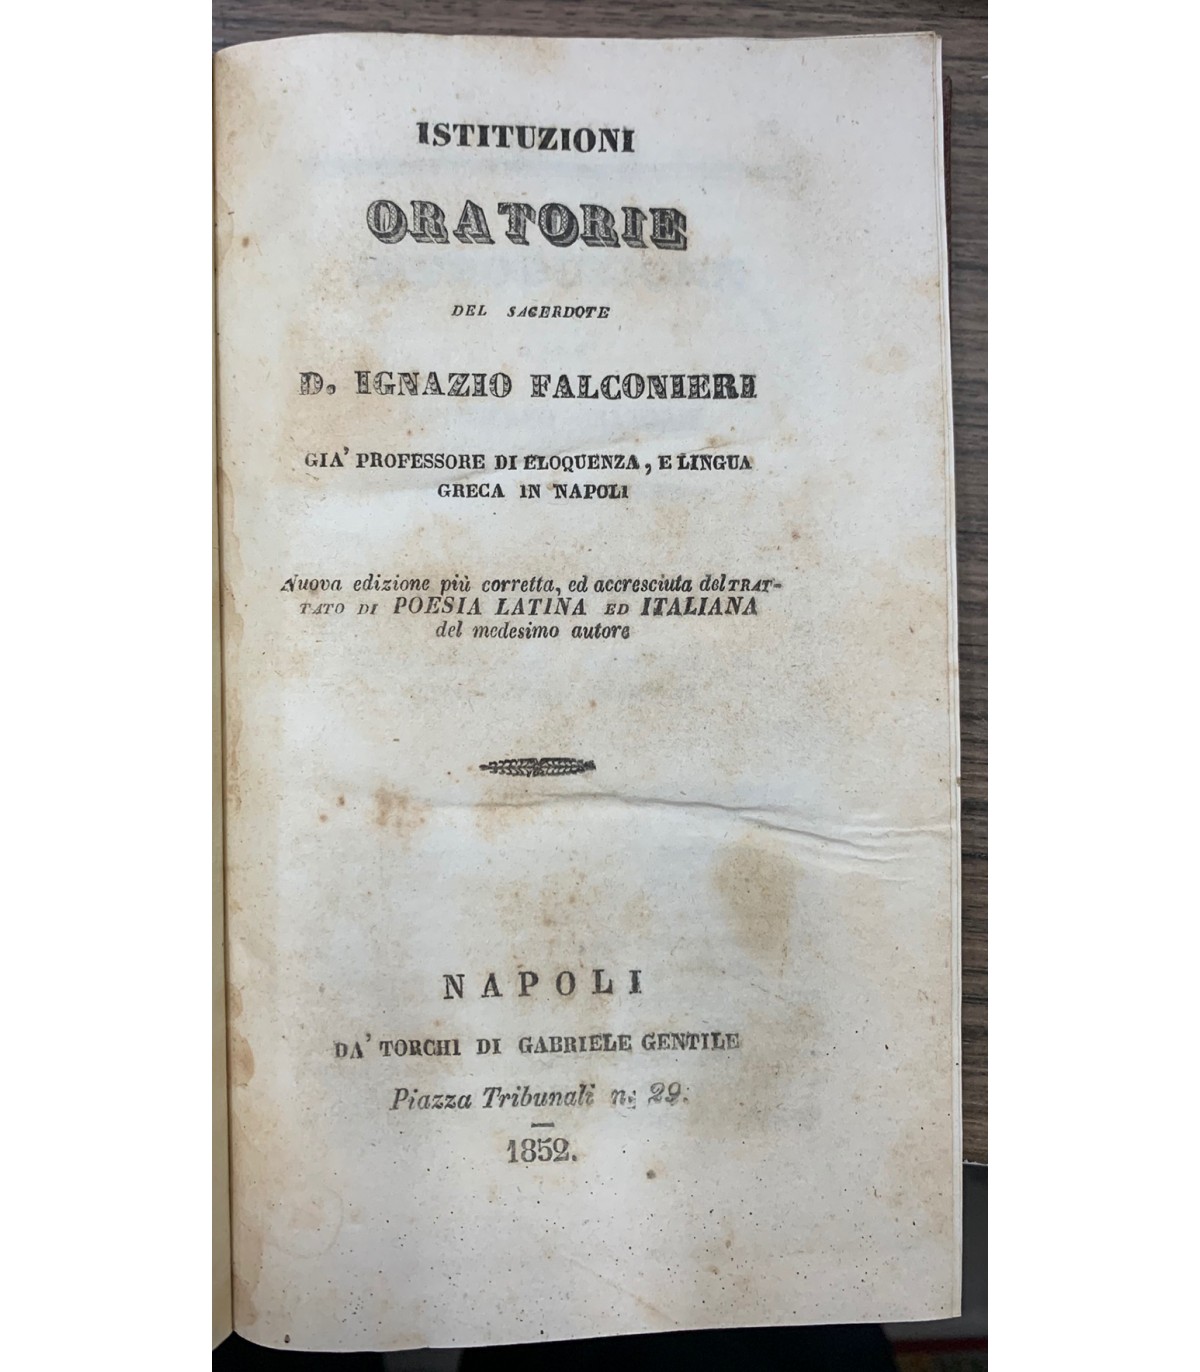 ISTITUZIONI
ORATORIE
DEL SACERDOTE
D. IGNAZIO FALCONIERI
GIA' PROFESSORE DI ELOQUENZA, E LINGUA
GRECA IN NAPOLI
Nuova edizione più corretta, ed accresciuta del TRAT-
TATO DI POESIA LATINA ED ITALIANA
del medesimo autore
NAPOLI
DA' TORCHI DI GABRIELE GENTILE
Piazza Tribunali n: 29:
1852.